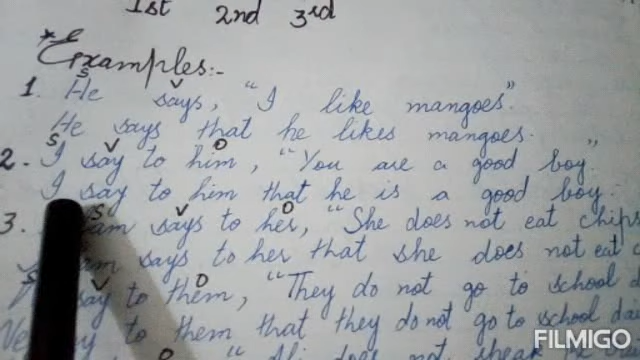 1st 2nd 3rd
* Examples:-
S V
1. He says, "I like mangoes".
He says that he likes mangoes.
S V O
2. I say to him, "You are a good boy."
I say to him that he is a good boy.
S V O
3. says to her, "She does not eat chips
says to her that she does not eat
S V O
say to them, "They do not go to school
We to them that they do not go to school
O
not
FILMIGO